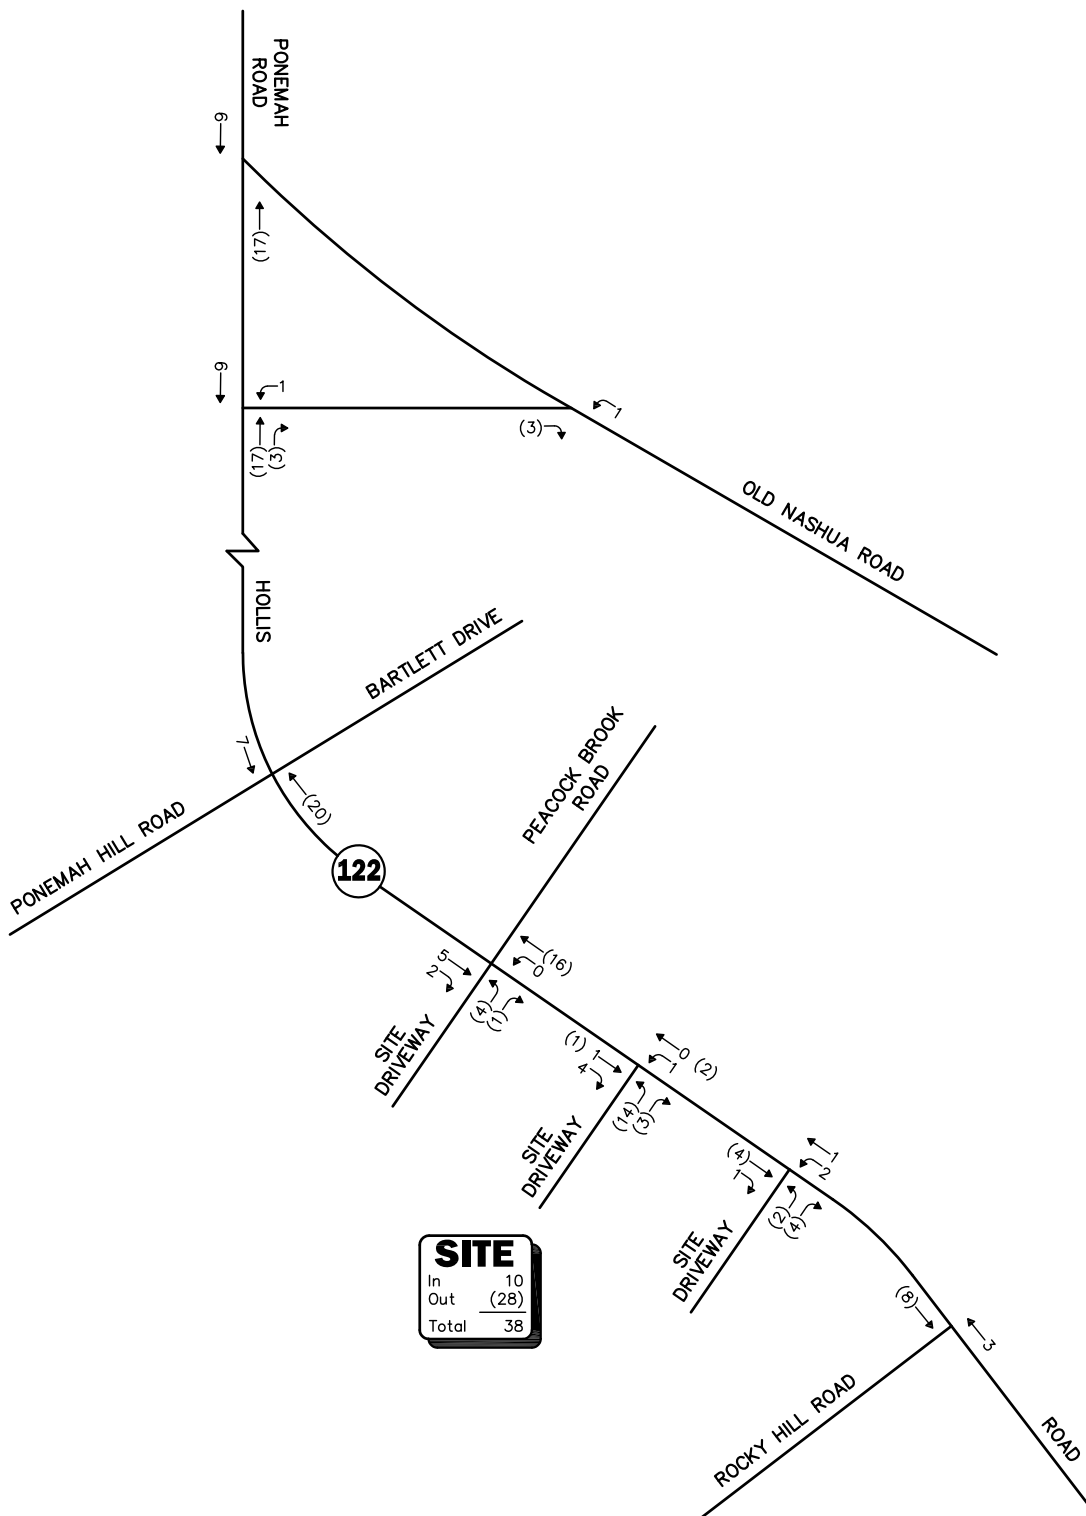 PONEMAH
ROAD
6
(17)
6
1
(17)
(3)
(3)
1
OLD NASHUA ROAD
HOLLIS
BARTLETT DRIVE
7
(20)
PONEMAH HILL ROAD
122
PEACOCK BROOK
ROAD
5
2
(16)
0
(4)
(1)
SITE
DRIVEWAY
(1) 1
4
0 (2)
1
(14)
(3)
SITE
DRIVEWAY
(4)
1
1
2
(2)
(4)
SITE
DRIVEWAY
SITE
In 10
Out (28)
Total 38
(8)
3
ROCKY HILL ROAD
ROAD